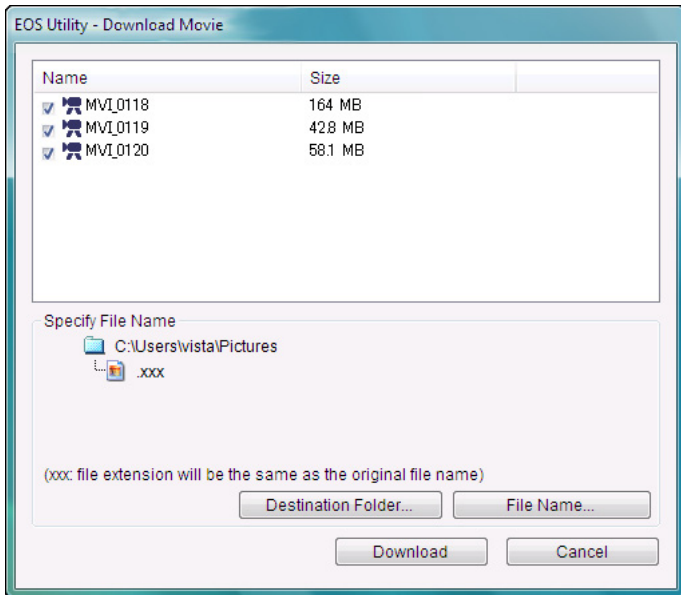 EOS Utility - Download Movie
Name Size
MVI_0118 164 MB
MVI_0119 42.8 MB
MVI_0120 58.1 MB
Specify File Name
C:\Users\vista\Pictures
.xxx
(xxx: file extension will be the same as the original file name)
Destination Folder... File Name...
Download Cancel